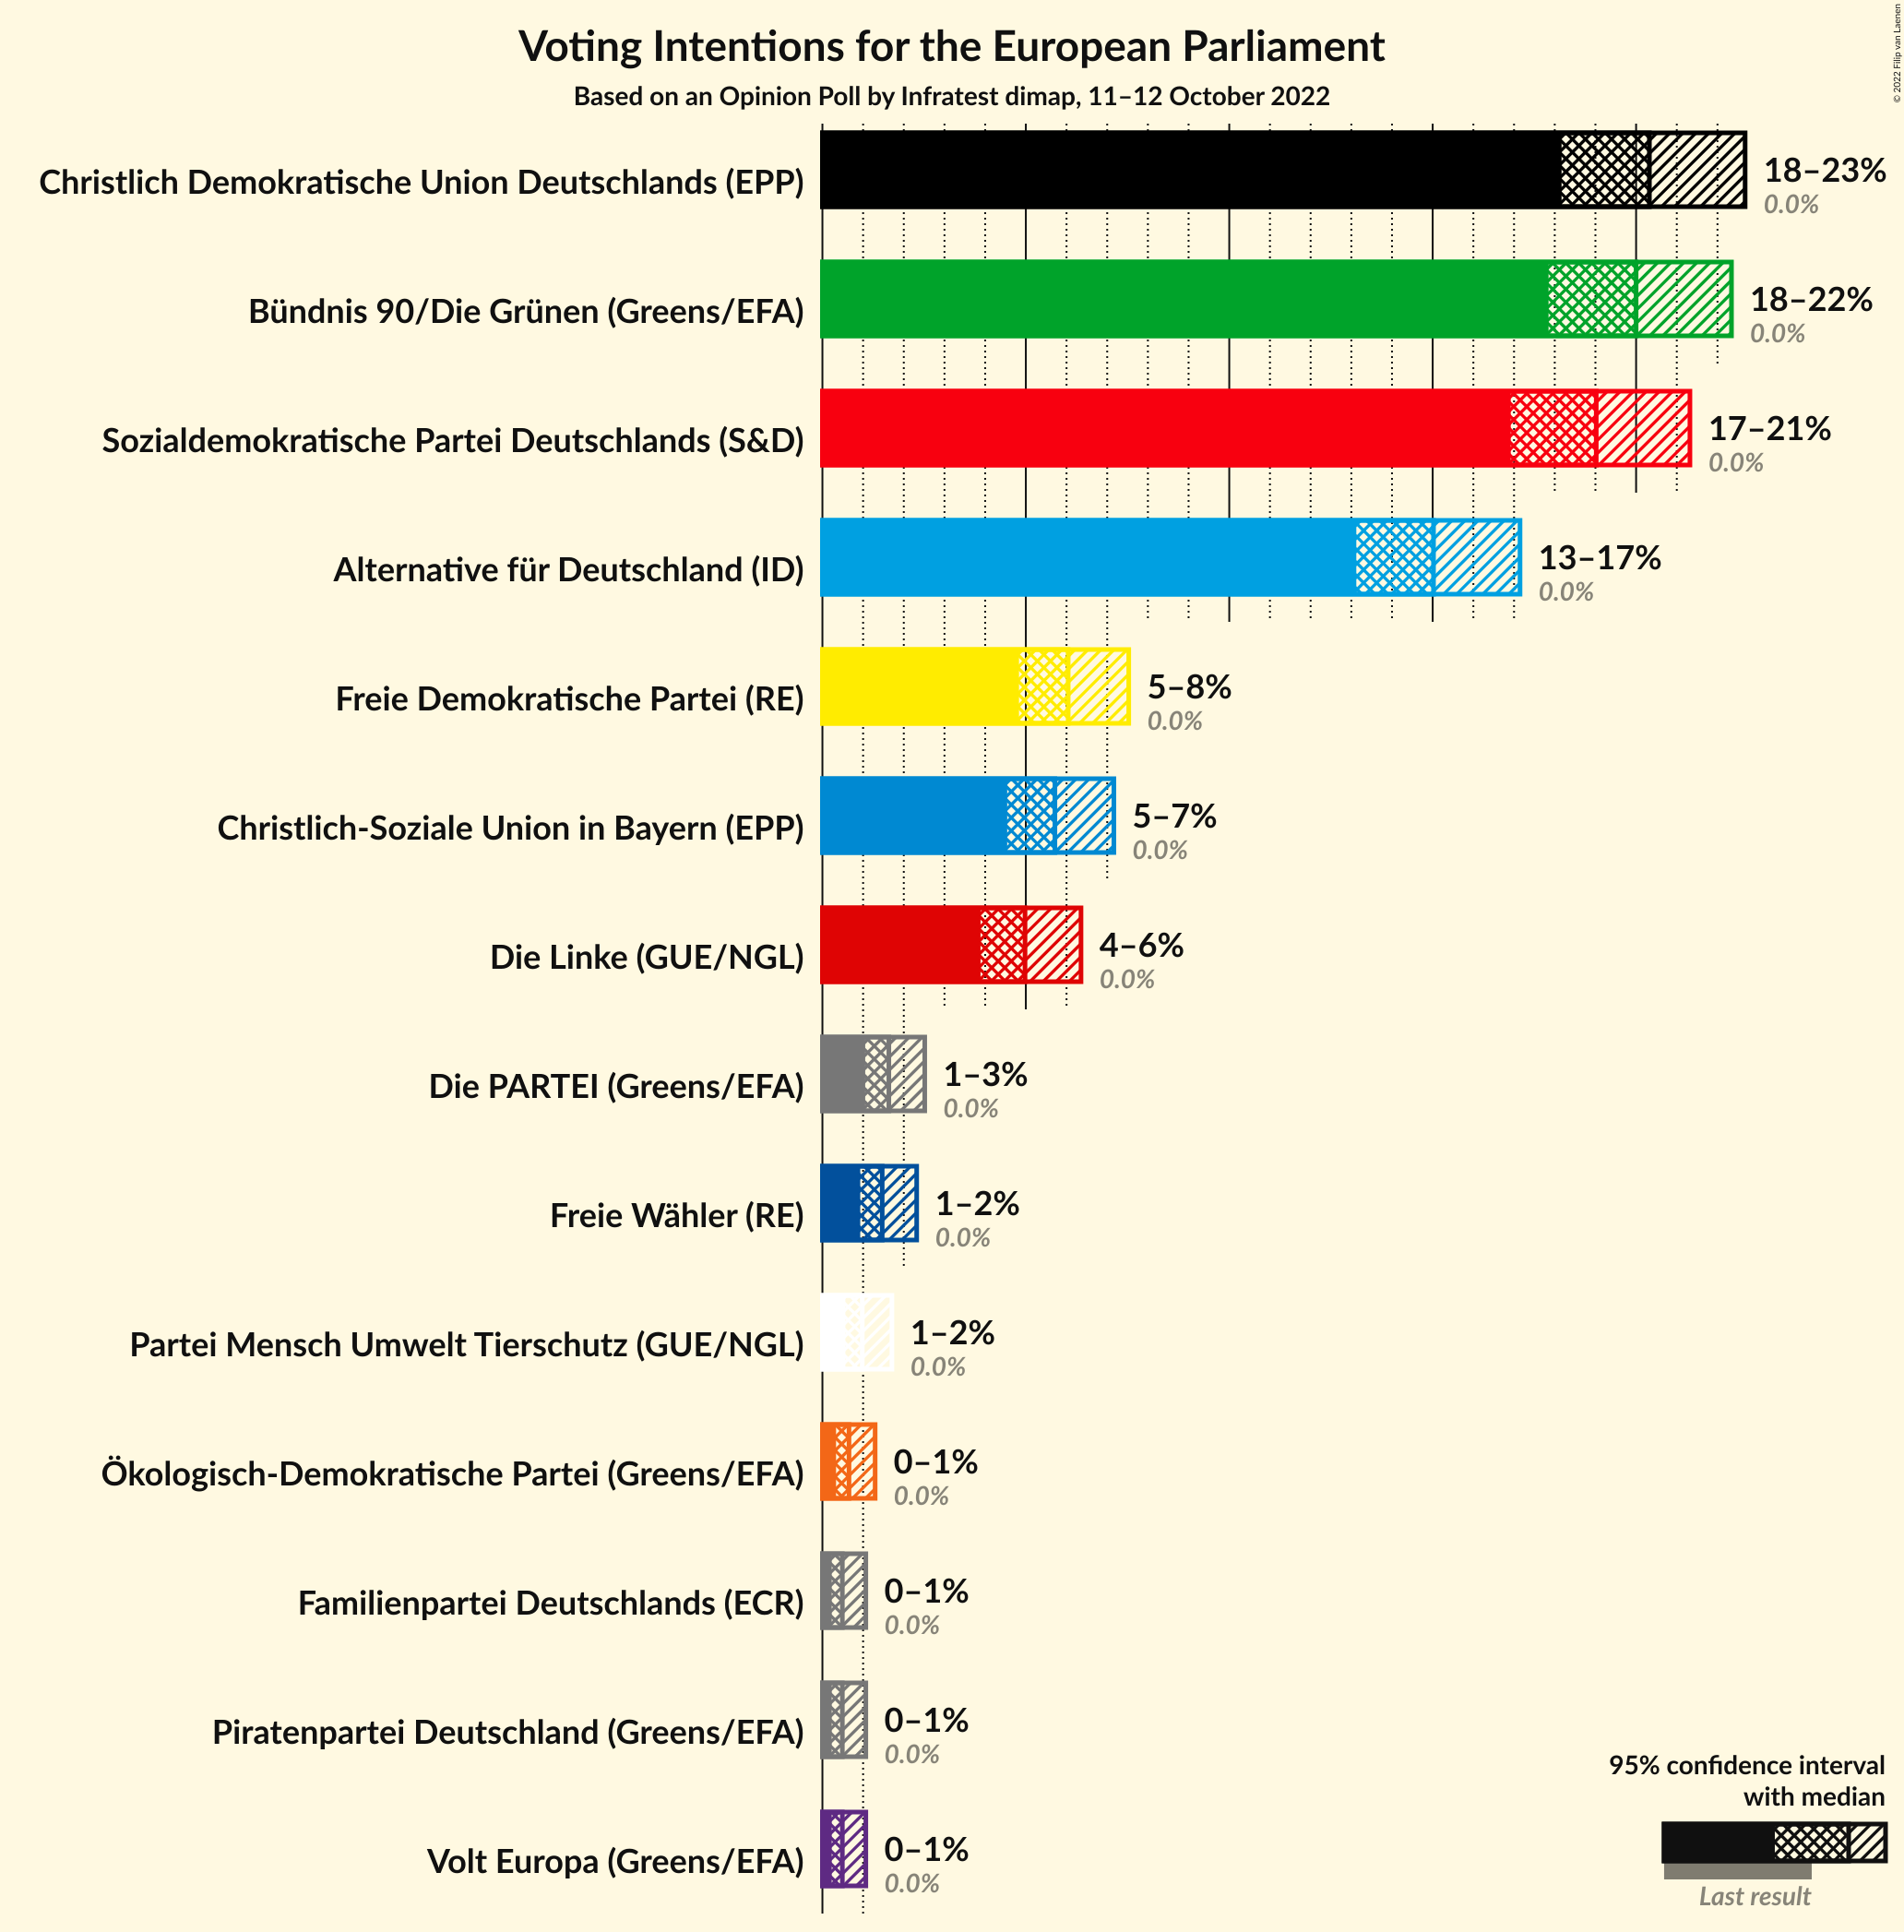 Voting Intentions for the European Parliament
Based on an Opinion Poll by Infratest dimap, 11–12 October 2022
© 2022 Filip van Laenen
Christlich Demokratische Union Deutschlands (EPP)
18–23%
0.0%
Bündnis 90/Die Grünen (Greens/EFA)
18–22%
0.0%
Sozialdemokratische Partei Deutschlands (S&D)
17–21%
0.0%
Alternative für Deutschland (ID)
13–17%
0.0%
Freie Demokratische Partei (RE)
5–8%
0.0%
Christlich-Soziale Union in Bayern (EPP)
5–7%
0.0%
Die Linke (GUE/NGL)
4–6%
0.0%
Die PARTEI (Greens/EFA)
1–3%
0.0%
Freie Wähler (RE)
1–2%
0.0%
Partei Mensch Umwelt Tierschutz (GUE/NGL)
1–2%
0.0%
Ökologisch-Demokratische Partei (Greens/EFA)
0–1%
0.0%
Familienpartei Deutschlands (ECR)
0–1%
0.0%
Piratenpartei Deutschland (Greens/EFA)
0–1%
0.0%
Volt Europa (Greens/EFA)
0–1%
0.0%
95% confidence interval
with median
Last result